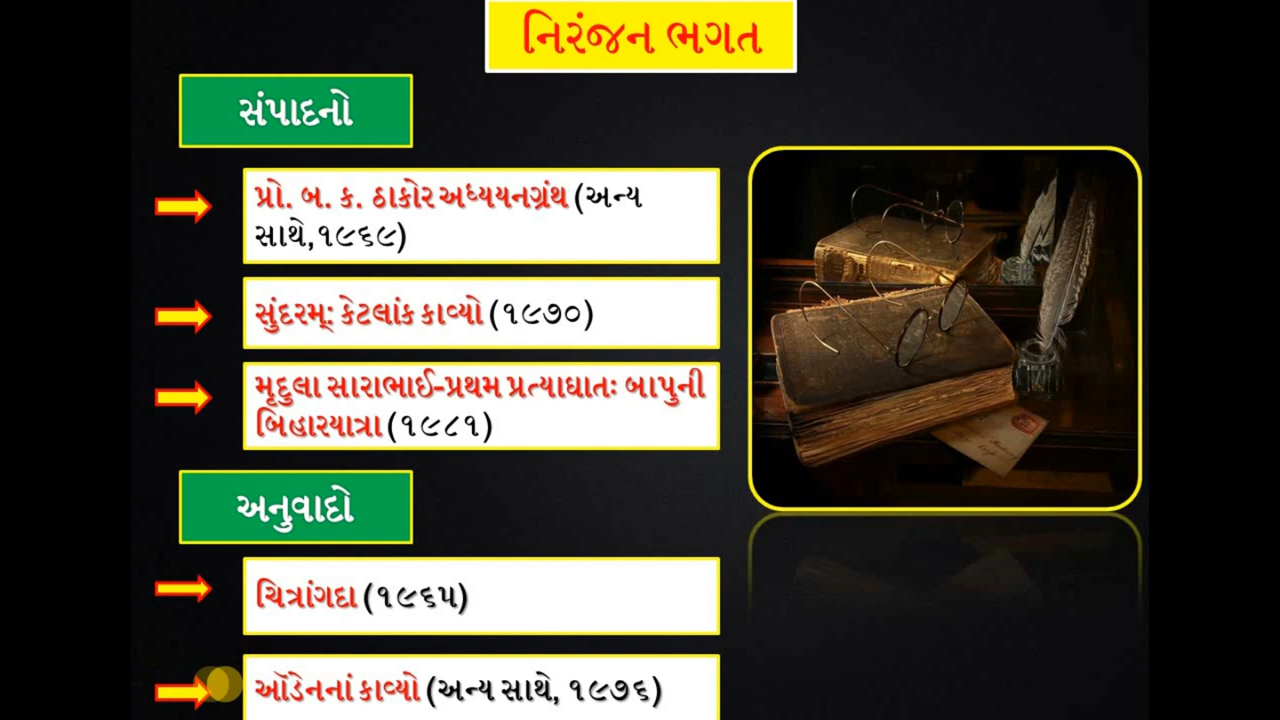 નિરંજન ભગત
સંપાદનો
પ્રો. બ. ક. ઠાકોર અધ્યયનગ્રંથ (અન્ય
સાથે,૧૯૬૯)
સુંદરમ્: કેટલાંક કાવ્યો (૧૯૭૦)
મૃદુલા સારાભાઈ-પ્રથમ પ્રત્યાઘાતઃ બાપુની
બિહારયાત્રા (૧૯૮૧)
અનુવાદો
ચિત્રાંગદા (૧૯૬૫)
ઑડેનનાં કાવ્યો (અન્ય સાથે, ૧૯૭૬)